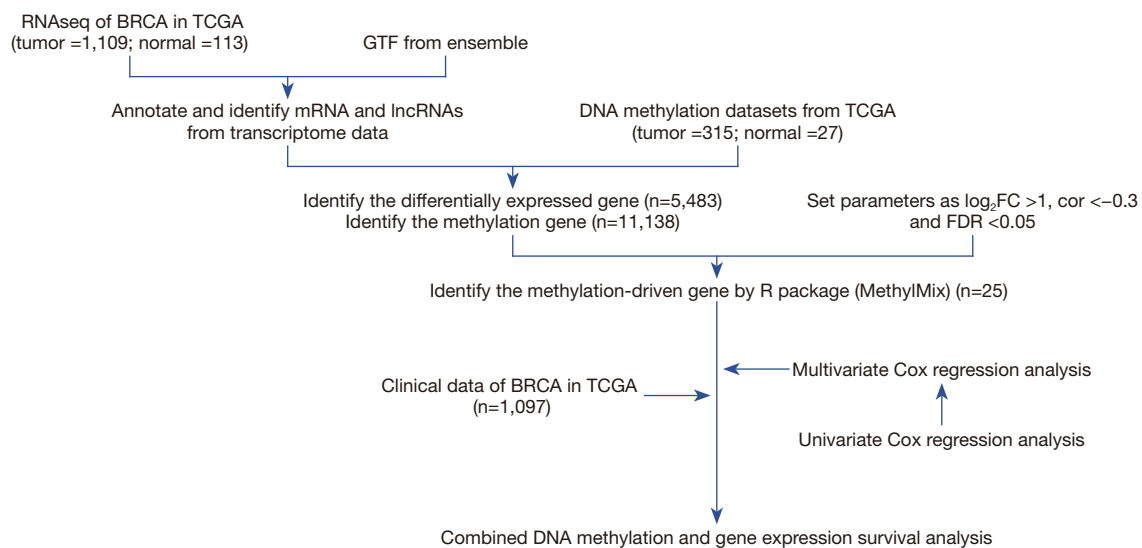 RNAseq of BRCA in TCGA
(tumor =1,109; normal =113)
GTF from ensemble
Annotate and identify mRNA and lncRNAs
from transcriptome data
DNA methylation datasets from TCGA
(tumor =315; normal =27)
Identify the differentially expressed gene (n=5,483)
Identify the methylation gene (n=11,138)
Set parameters as log₂FC >1, cor <−0.3
and FDR <0.05
Identify the methylation-driven gene by R package (MethylMix) (n=25)
Clinical data of BRCA in TCGA
(n=1,097)
Multivariate Cox regression analysis
Univariate Cox regression analysis
Combined DNA methylation and gene expression survival analysis